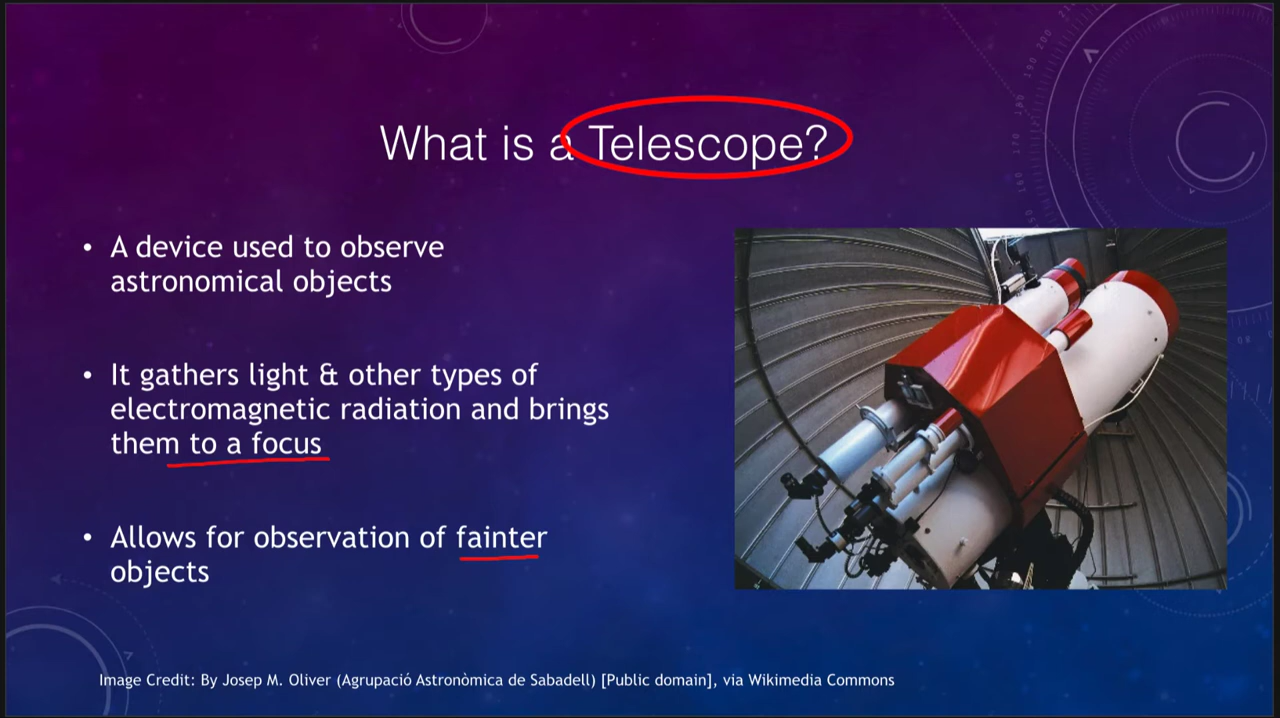 What is a Telescope?
• A device used to observe
astronomical objects
• It gathers light & other types of
electromagnetic radiation and brings
them to a focus
• Allows for observation of fainter
objects
Image Credit: By Josep M. Oliver (Agrupació Astronòmica de Sabadell) [Public domain], via Wikimedia Commons